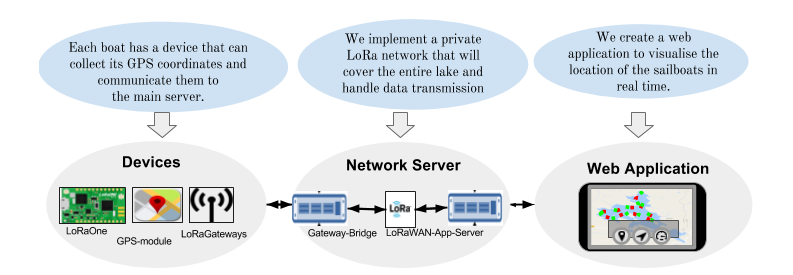 Each boat has a device that can
collect its GPS coordinates and
communicate them to
the main server.
We implement a private
LoRa network that will
cover the entire lake and
handle data transmission
We create a web
application to visualise the
location of the sailboats in
real time.
Devices
LoRaOne
GPS-module
LoRaGateways
Network Server
LoRa
Gateway-Bridge
LoRaWAN-App-Server
Web Application